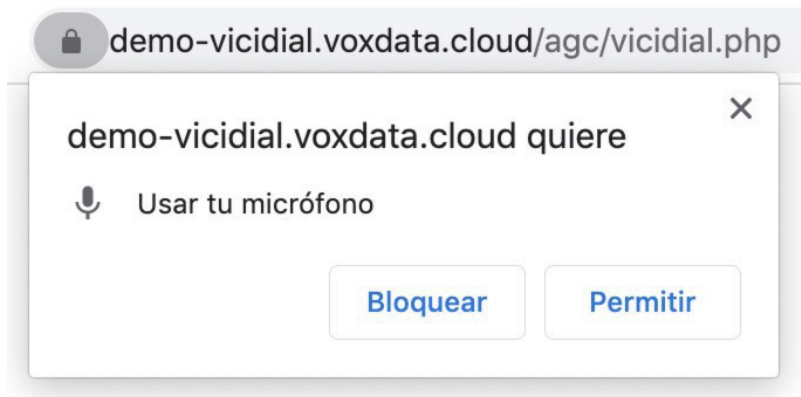 demo-vicidial.voxdata.cloud/agc/vicidial.php
demo-vicidial.voxdata.cloud quiere
Usar tu micrófono
Bloquear Permitir